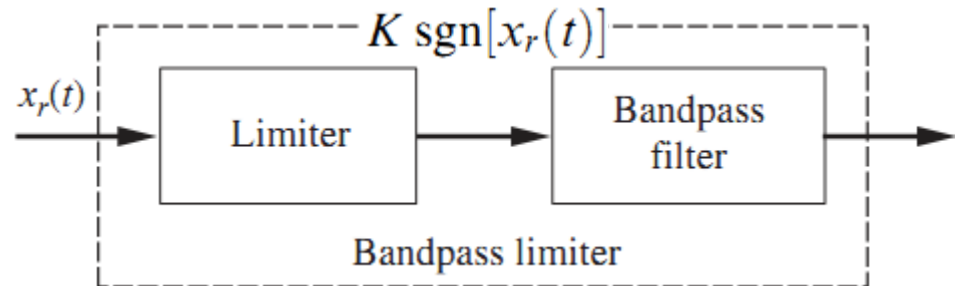 K sgn[x_r(t)]
x_r(t)
Limiter
Bandpass
filter
Bandpass limiter